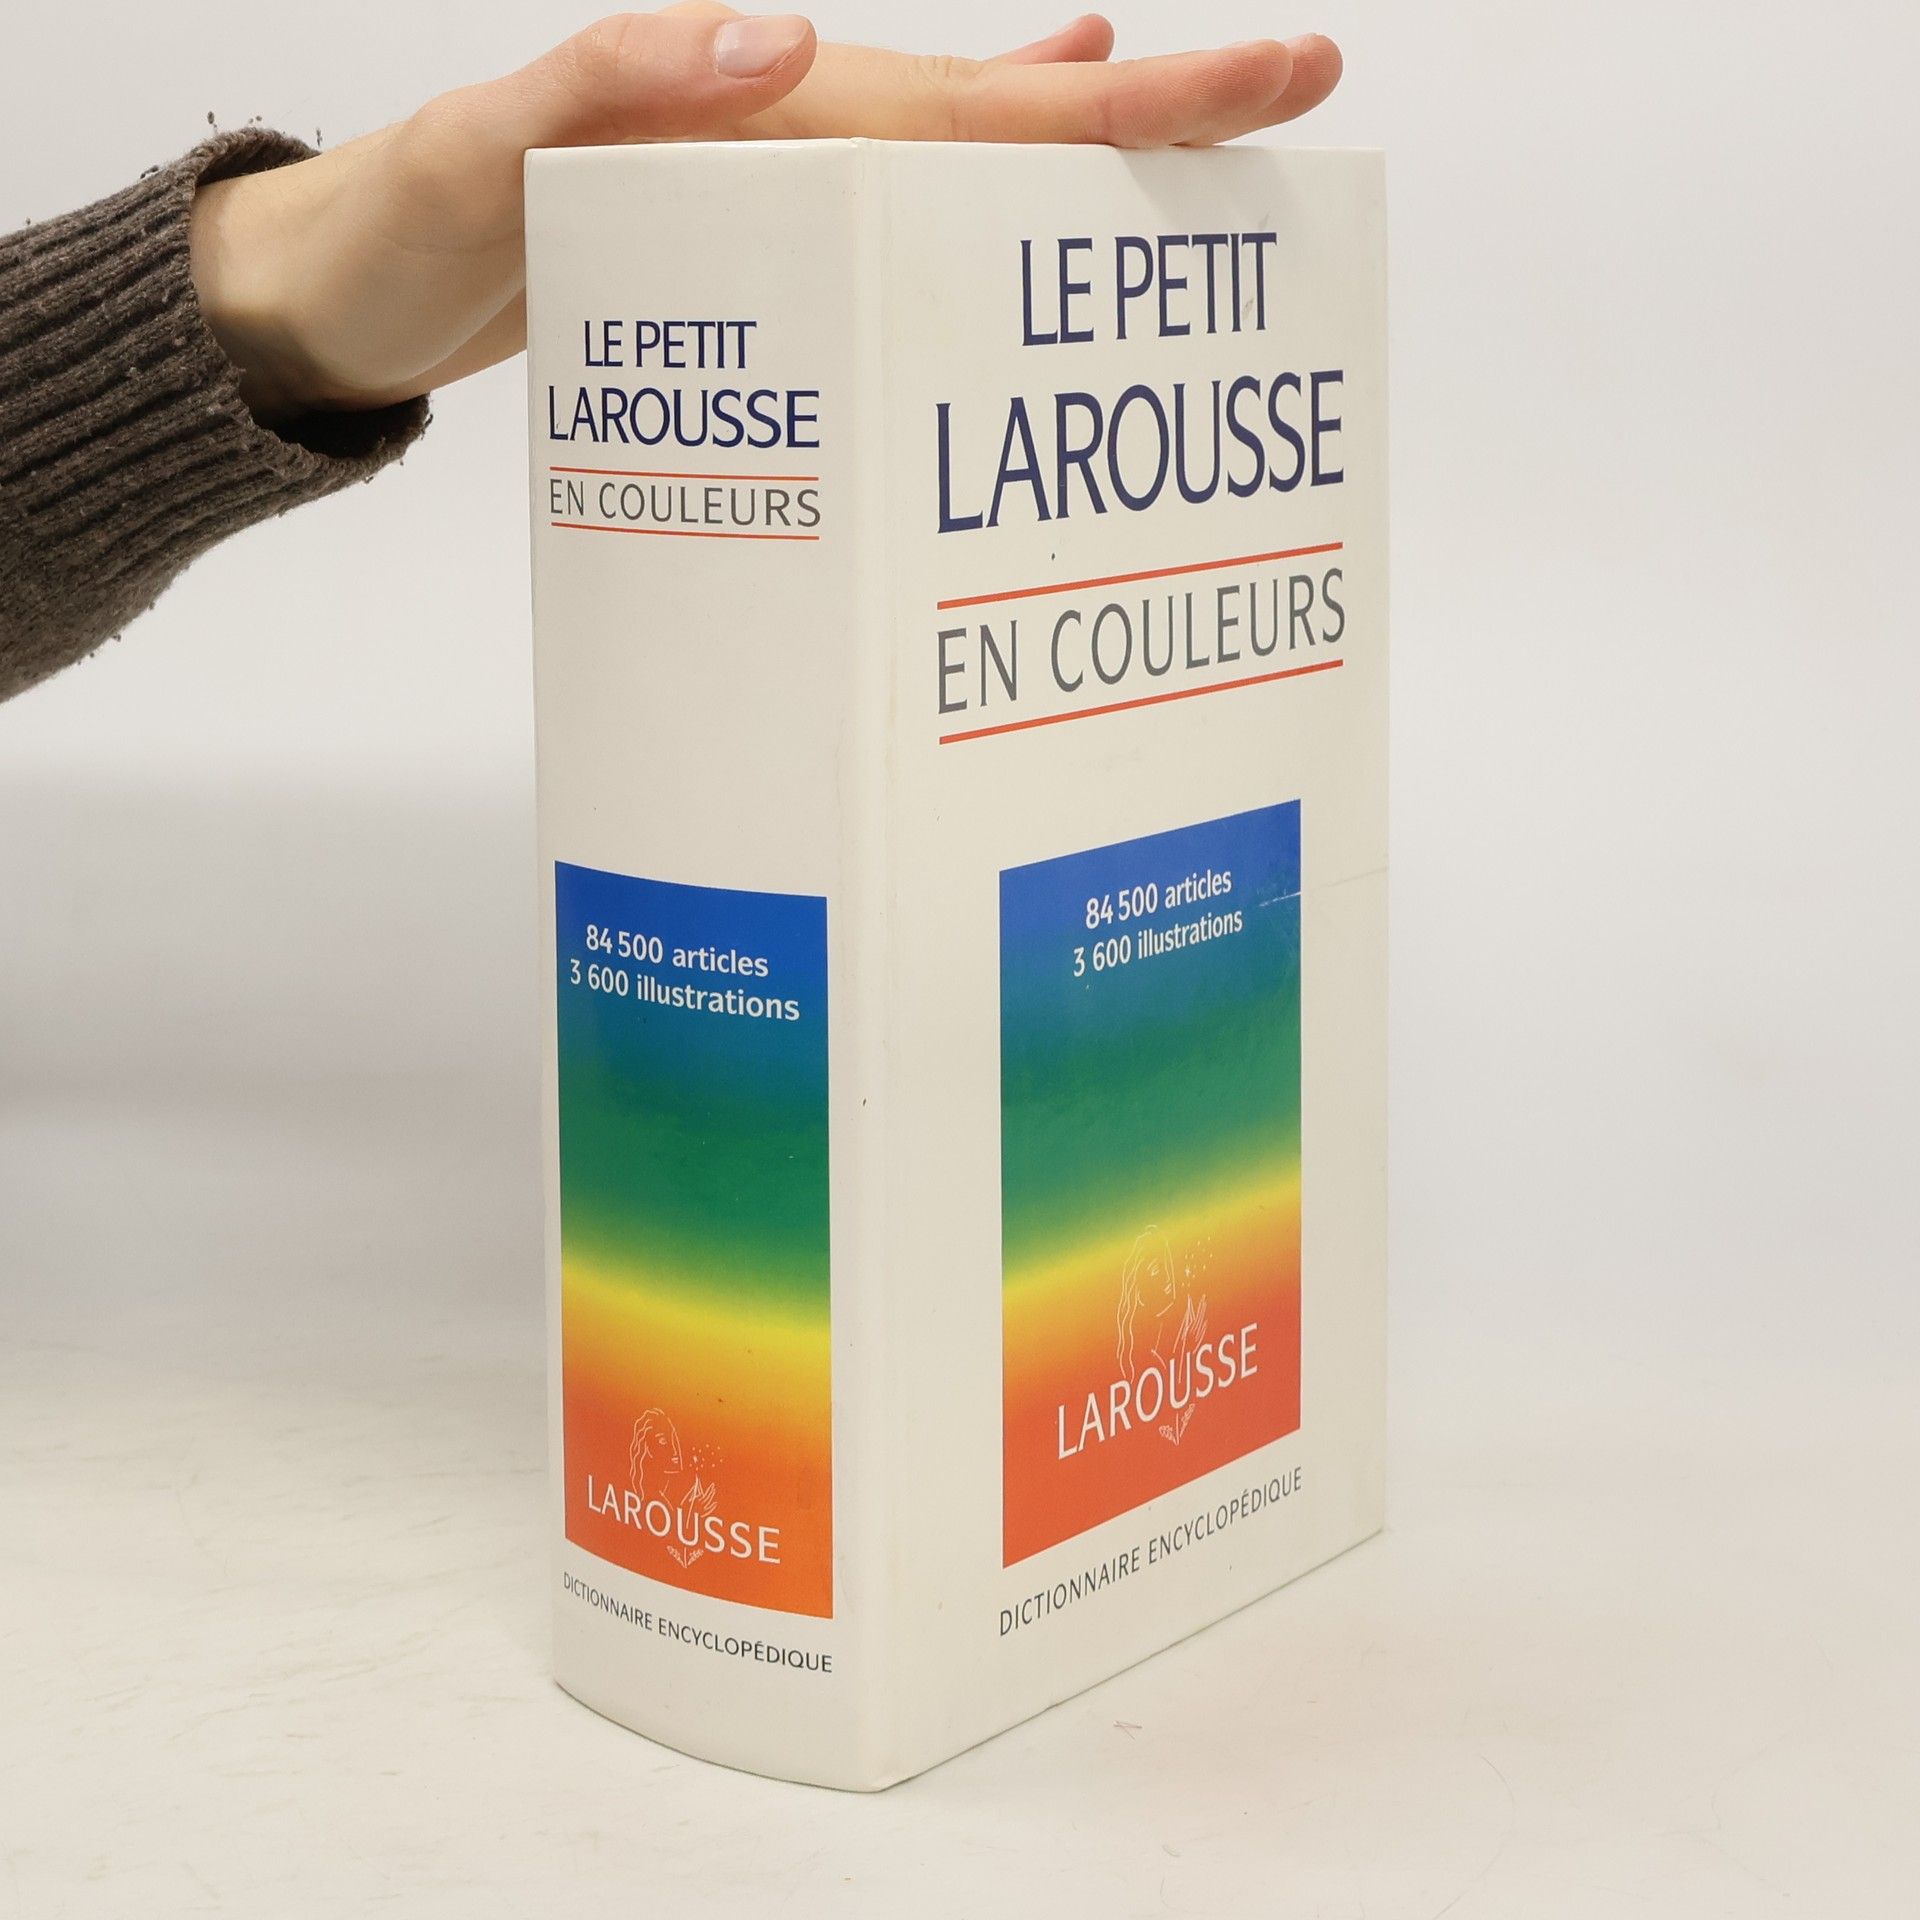 LE PETIT
LAROUSSE
EN COULEURS
84 500 articles
3 600 illustrations
LAROUSSE
DICTIONNAIRE ENCYCLOPÉDIQUE
LE PETIT
LAROUSSE
EN COULEURS
84 500 articles
3 600 illustrations
LAROUSSE
DICTIONNAIRE ENCYCLOPÉDIQUE